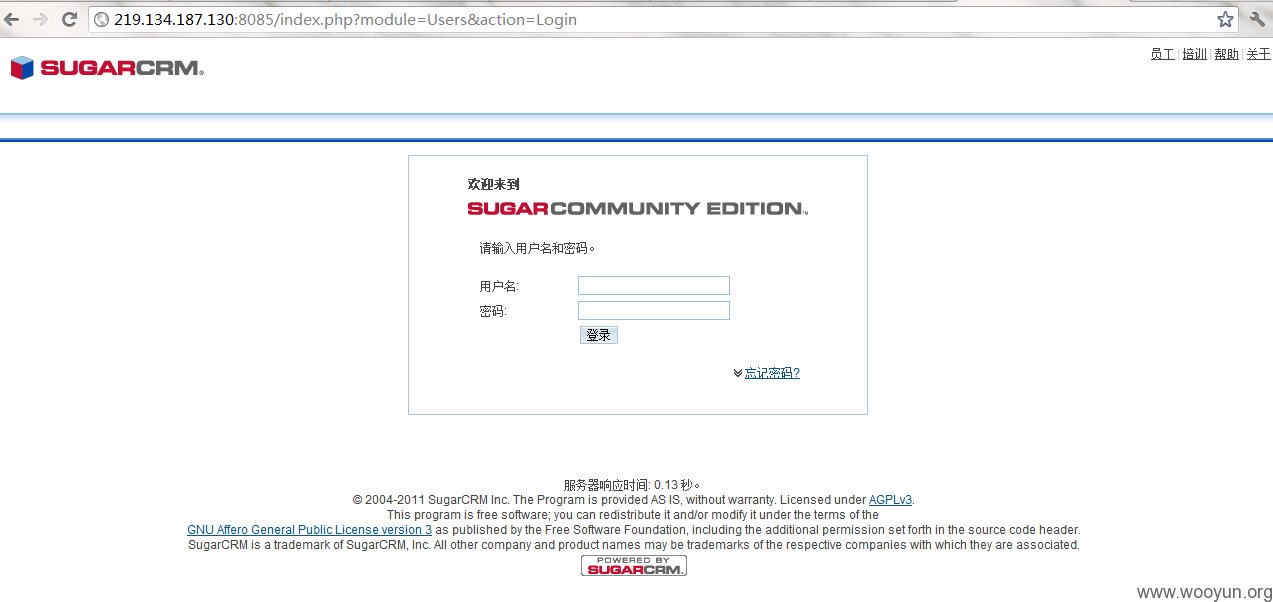 219.134.187.130:8085/index.php?module=Users&action=Login
员工 | 培训 | 帮助 | 关于
SUGARCRM®
欢迎来到
SUGARCOMMUNITY EDITION™
请输入用户名和密码。
用户名:
密码:
登录
忘记密码?
服务器响应时间: 0.13 秒。
© 2004-2011 SugarCRM Inc. The Program is provided AS IS, without warranty. Licensed under AGPLv3.
This program is free software; you can redistribute it and/or modify it under the terms of the
GNU Affero General Public License version 3 as published by the Free Software Foundation, including the additional permission set forth in the source code header.
SugarCRM is a trademark of SugarCRM, Inc. All other company and product names may be trademarks of the respective companies with which they are associated.
POWERED BY
SUGARCRM.
www.wooyun.org